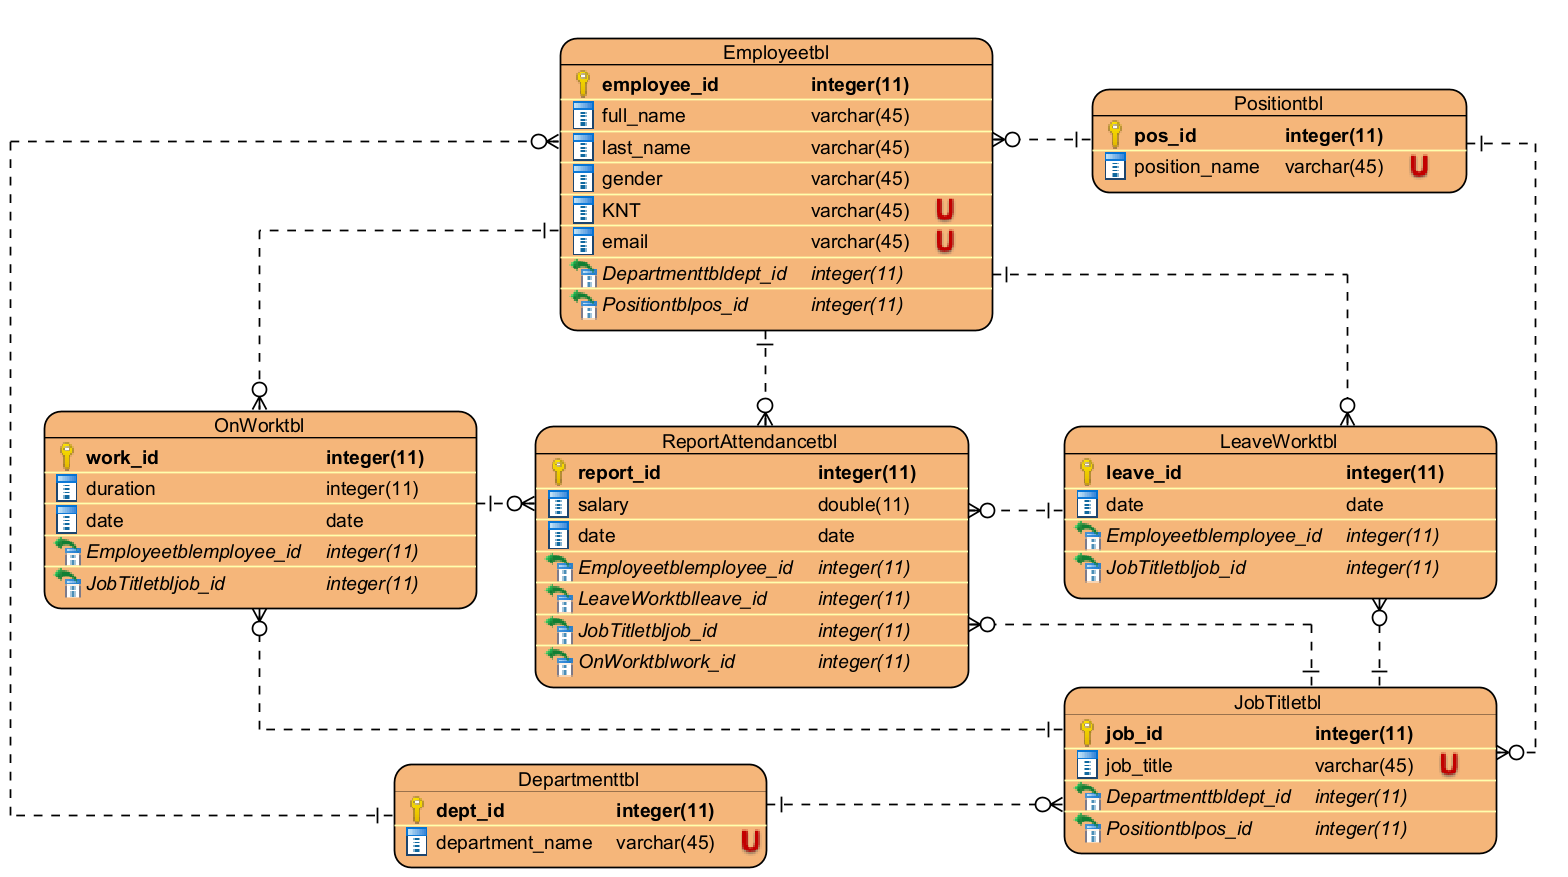 Employeetbl
employee_id integer(11)
full_name varchar(45)
last_name varchar(45)
gender varchar(45)
KNT varchar(45) U
email varchar(45) U
Departmenttbldept_id integer(11)
Positiontblpos_id integer(11)
Positiontbl
pos_id integer(11)
position_name varchar(45) U
OnWorktbl
work_id integer(11)
duration integer(11)
date date
Employeetblemployee_id integer(11)
JobTitletbljob_id integer(11)
ReportAttendancetbl
report_id integer(11)
salary double(11)
date date
Employeetblemployee_id integer(11)
LeaveWorktblleave_id integer(11)
JobTitletbljob_id integer(11)
OnWorktblwork_id integer(11)
LeaveWorktbl
leave_id integer(11)
date date
Employeetblemployee_id integer(11)
JobTitletbljob_id integer(11)
JobTitletbl
job_id integer(11)
job_title varchar(45) U
Departmenttbldept_id integer(11)
Positiontblpos_id integer(11)
Departmenttbl
dept_id integer(11)
department_name varchar(45) U